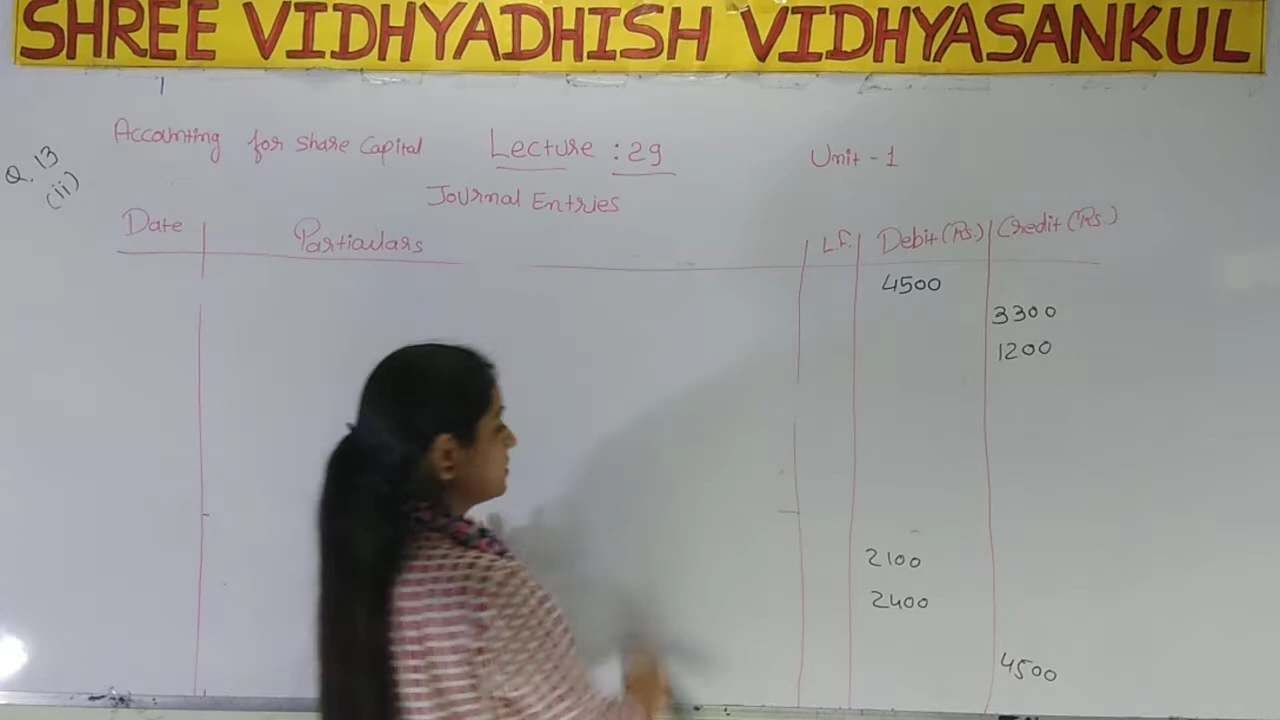 SHREE VIDHYADHISH VIDHYASANKUL
Accounting for Share Capital Lecture : 29 Unit - 1
Q. 13
(ii)
Journal Entries
Date Particulars L.F. Debit (Rs.) Credit (Rs.)
4500
3300
1200
2100
2400
4500